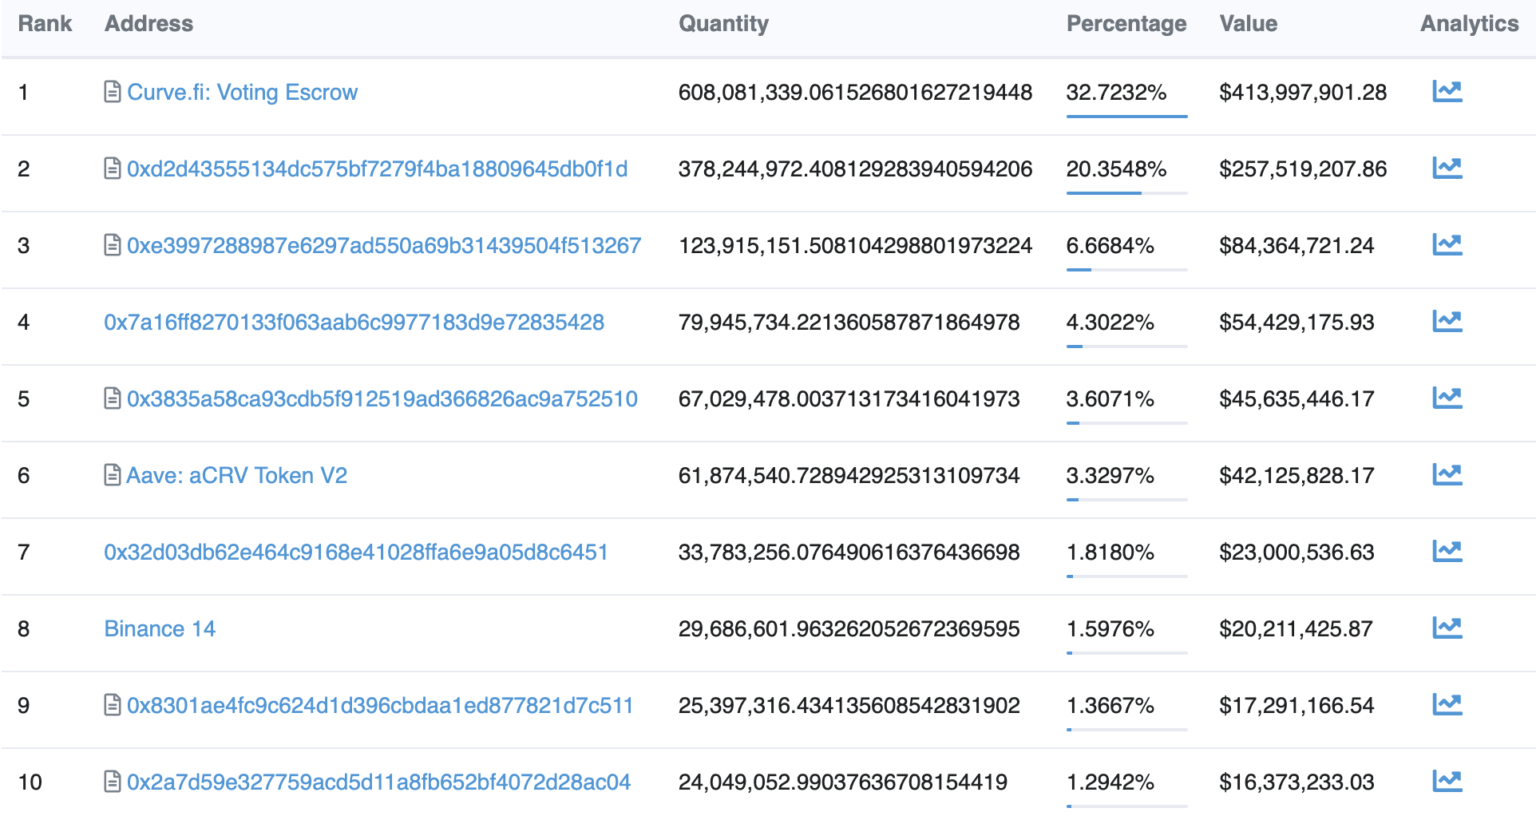 Rank Address Quantity Percentage Value Analytics
1 Curve.fi: Voting Escrow 608,081,339.061526801627219448 32.7232% $413,997,901.28
2 0xd2d43555134dc575bf7279f4ba18809645db0f1d 378,244,972.408129283940594206 20.3548% $257,519,207.86
3 0xe3997288987e6297ad550a69b31439504f513267 123,915,151.508104298801973224 6.6684% $84,364,721.24
4 0x7a16ff8270133f063aab6c9977183d9e72835428 79,945,734.221360587871864978 4.3022% $54,429,175.93
5 0x3835a58ca93cdb5f912519ad366826ac9a752510 67,029,478.003713173416041973 3.6071% $45,635,446.17
6 Aave: aCRV Token V2 61,874,540.728942925313109734 3.3297% $42,125,828.17
7 0x32d03db62e464c9168e41028ffa6e9a05d8c6451 33,783,256.076490616376436698 1.8180% $23,000,536.63
8 Binance 14 29,686,601.963262052672369595 1.5976% $20,211,425.87
9 0x8301ae4fc9c624d1d396cbdaa1ed877821d7c511 25,397,316.434135608542831902 1.3667% $17,291,166.54
10 0x2a7d59e327759acd5d11a8fb652bf4072d28ac04 24,049,052.99037636708154419 1.2942% $16,373,233.03